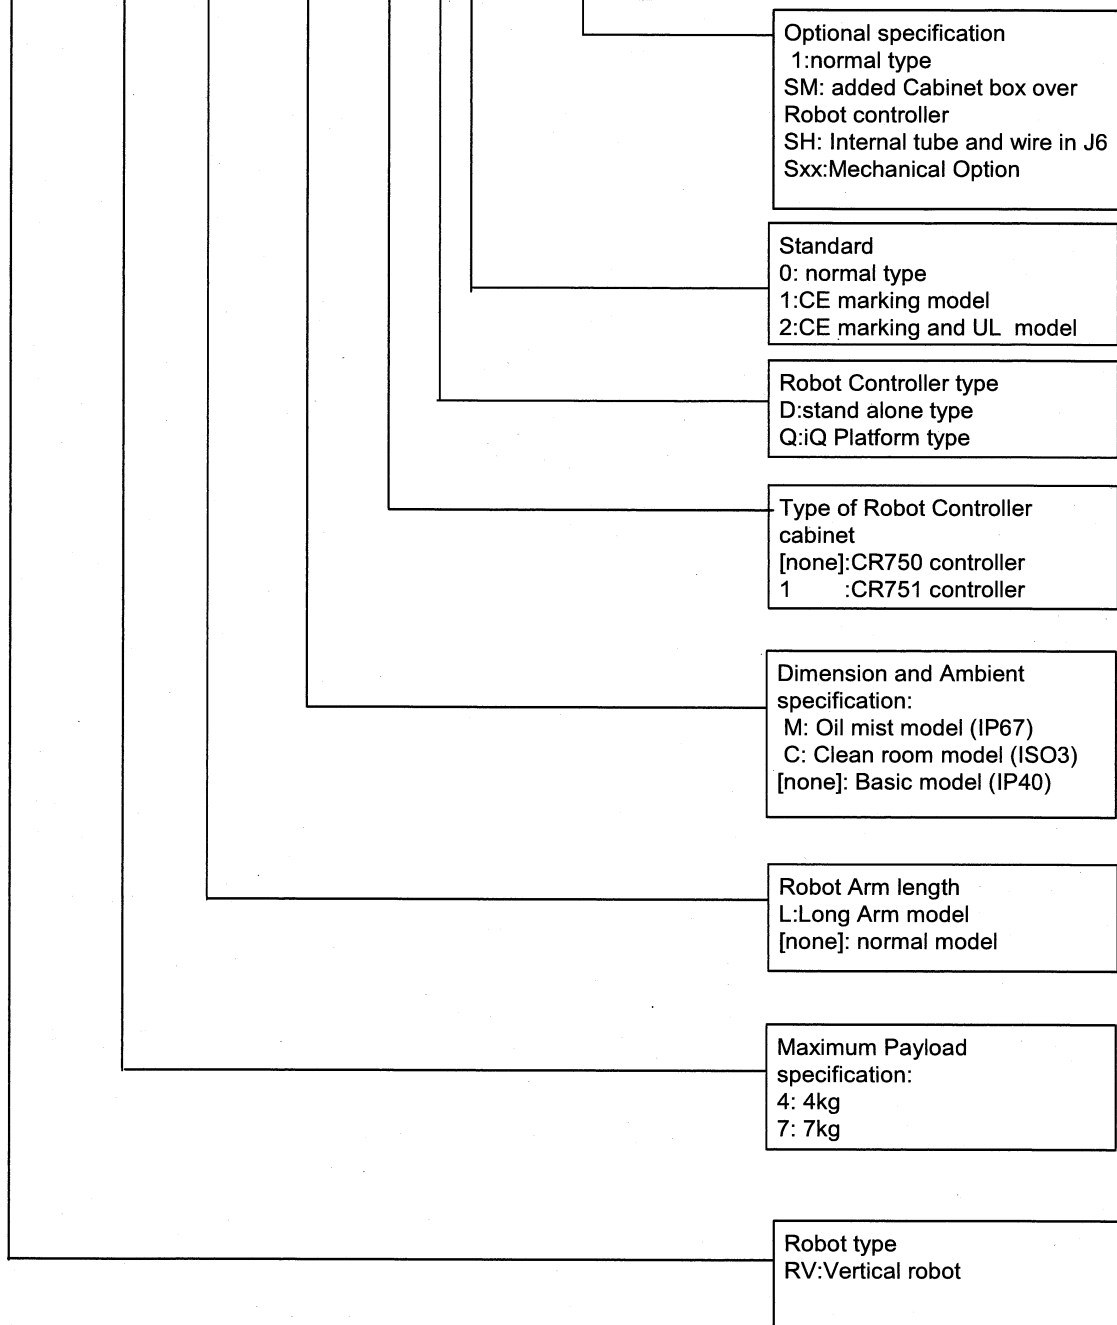 Optional specification
1:normal type
SM: added Cabinet box over
Robot controller
SH: Internal tube and wire in J6
Sxx:Mechanical Option
Standard
0: normal type
1:CE marking model
2:CE marking and UL model
Robot Controller type
D:stand alone type
Q:iQ Platform type
Type of Robot Controller
cabinet
[none]:CR750 controller
1 :CR751 controller
Dimension and Ambient
specification:
M: Oil mist model (IP67)
C: Clean room model (ISO3)
[none]: Basic model (IP40)
Robot Arm length
L:Long Arm model
[none]: normal model
Maximum Payload
specification:
4: 4kg
7: 7kg
Robot type
RV:Vertical robot